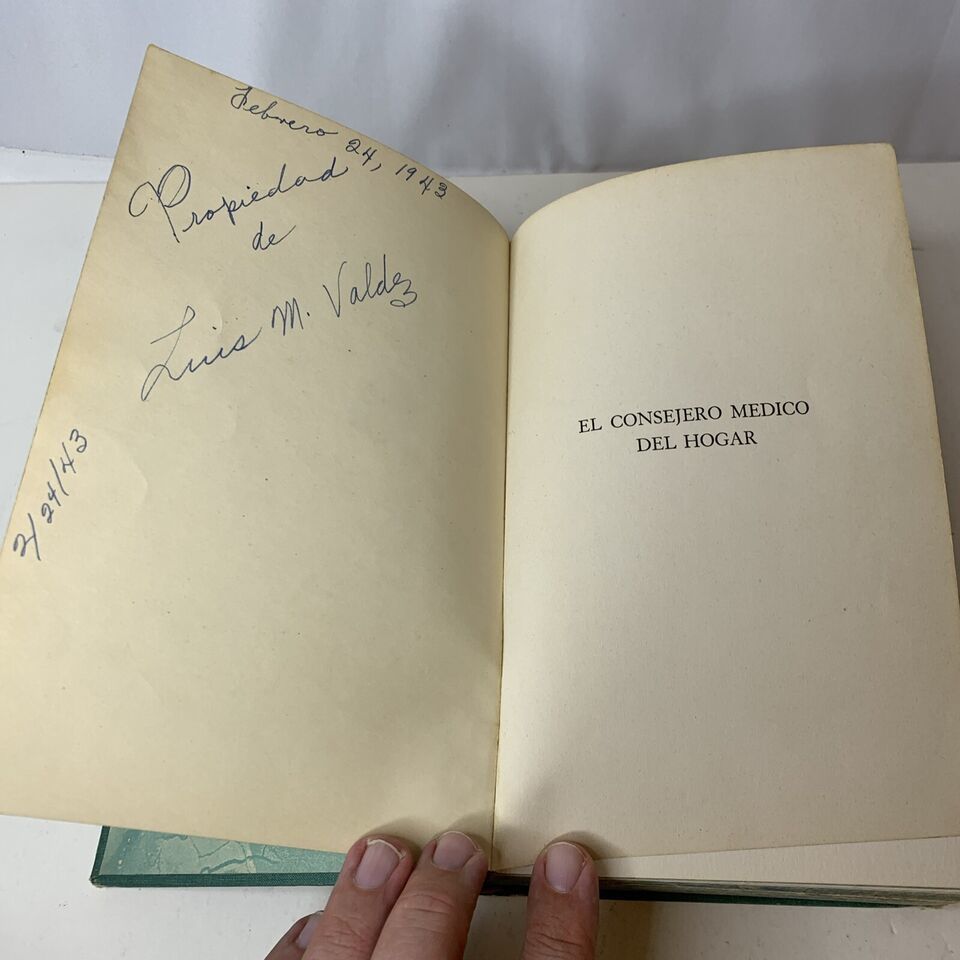 Febrero 24, 1943
Propiedad
de
Luis M. Valdez
2/24/43
EL CONSEJERO MEDICO
DEL HOGAR